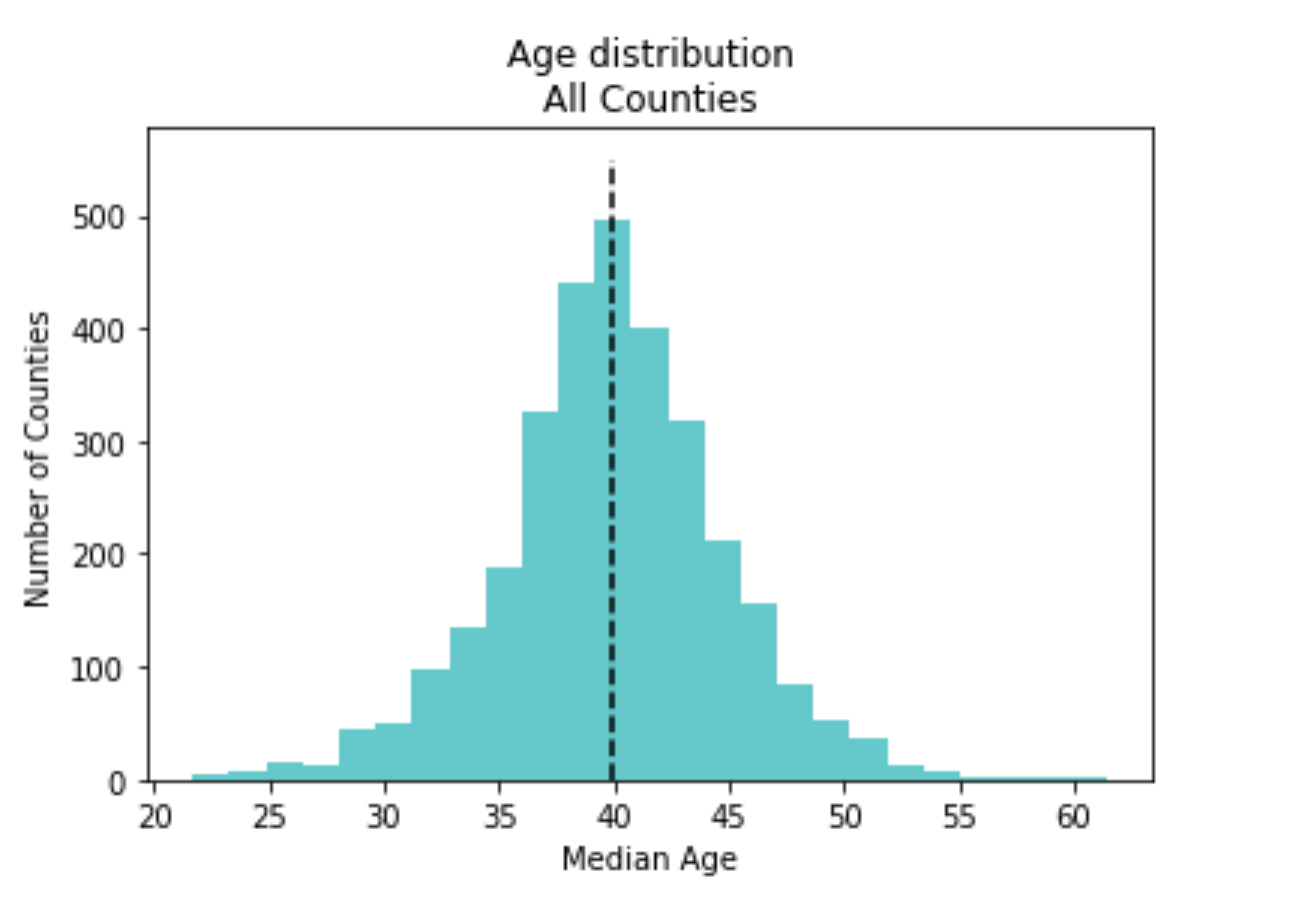 Age distribution
All Counties
Number of Counties
500
400
300
200
100
0
20 25 30 35 40 45 50 55 60
Median Age